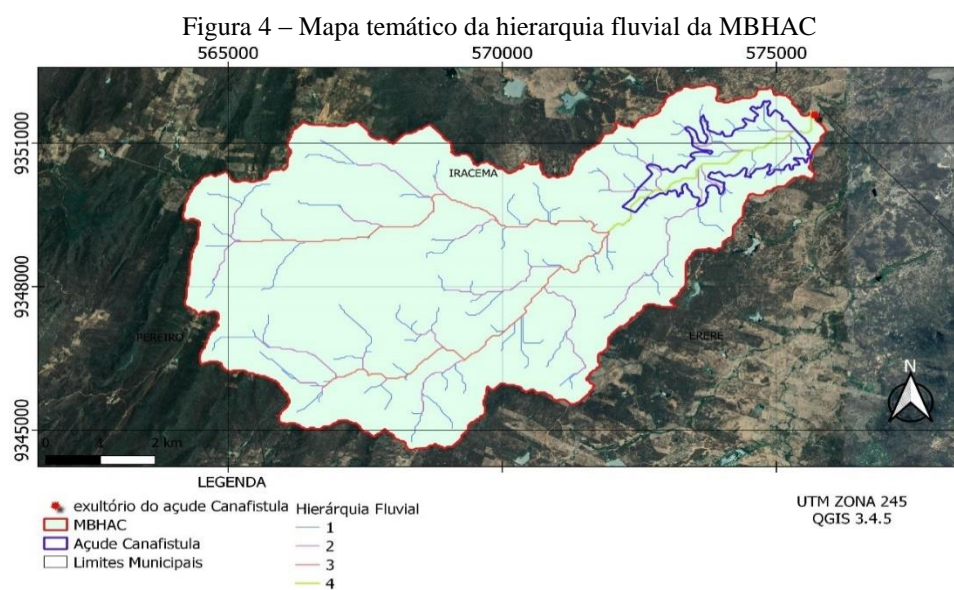 Figura 4 – Mapa temático da hierarquia fluvial da MBHAC
565000 570000 575000
9351000
9348000
9345000
IRACEMA
PEREIRO
ERERE
N
0 1 2 km
LEGENDA
exultório do açude Canafistula
MBHAC
Açude Canafistula
Limites Municipais
Hierárquia Fluvial
1
2
3
4
UTM ZONA 245
QGIS 3.4.5